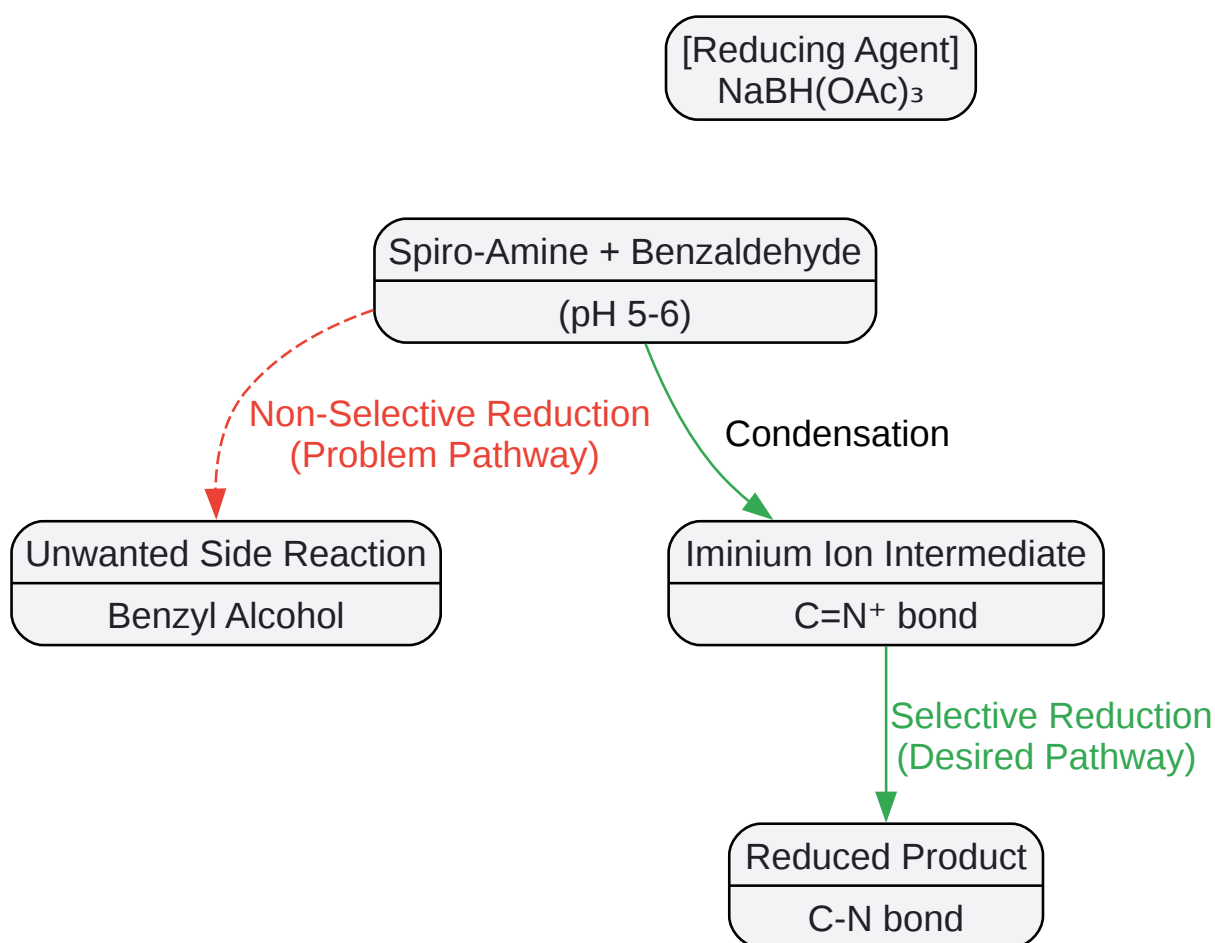 [Reducing Agent]
NaBH(OAc)₃
Spiro-Amine + Benzaldehyde
(pH 5-6)
Non-Selective Reduction
(Problem Pathway)
Condensation
Unwanted Side Reaction
Benzyl Alcohol
Iminium Ion Intermediate
C=N⁺ bond
Selective Reduction
(Desired Pathway)
Reduced Product
C-N bond